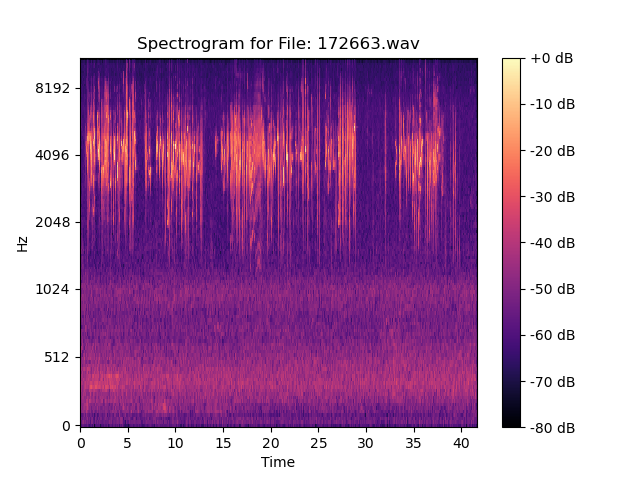 Spectrogram for File: 172663.wav
8192
4096
2048
1024
512
0
Hz
0 5 10 15 20 25 30 35 40
Time
+0 dB
-10 dB
-20 dB
-30 dB
-40 dB
-50 dB
-60 dB
-70 dB
-80 dB